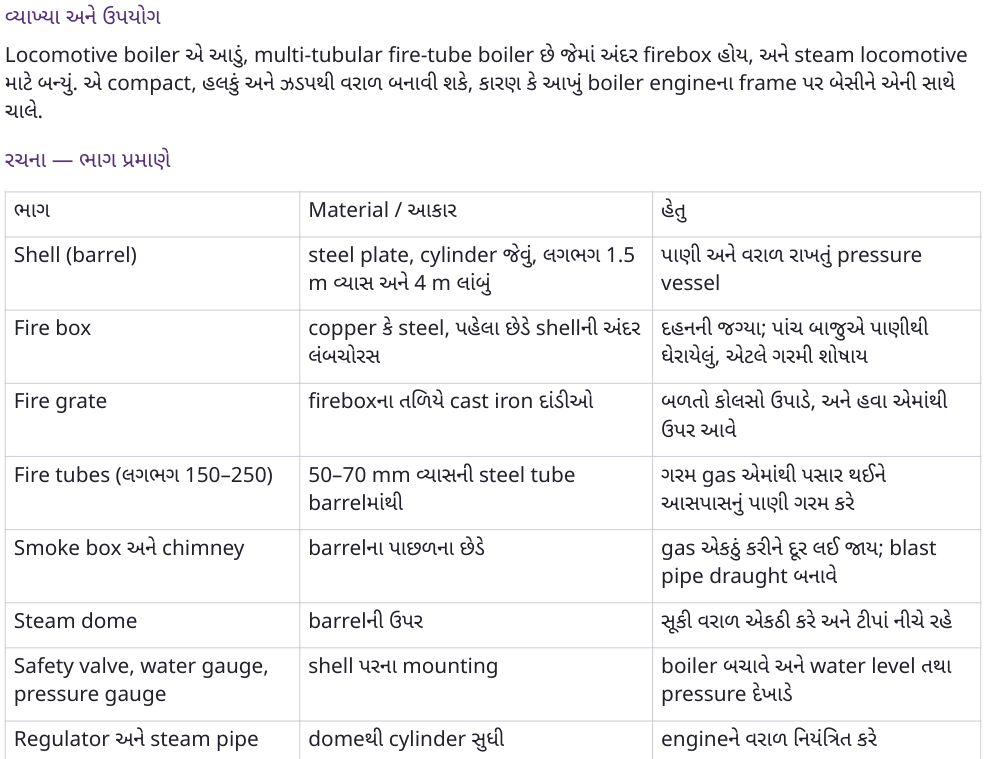 વ્યાખ્યા અને ઉપયોગ
Locomotive boiler એ આડું, multi-tubular fire-tube boiler છે જેમાં અંદર firebox હોય, અને steam locomotive
માટે બન્યું. એ compact, હલકું અને ઝડપથી વરાળ બનાવી શકે, કારણ કે આખું boiler engineના frame પર બેસીને એની સાથે
ચાલે.
રચના — ભાગ પ્રમાણે
ભાગ
Material / આકાર
હેતુ
Shell (barrel)
steel plate, cylinder જેવું, લગભગ 1.5
m વ્યાસ અને 4 m લાંબું
પાણી અને વરાળ રાખતું pressure
vessel
Fire box
copper કે steel, પહેલા છેડે shellની અંદર
લંબચોરસ
દહનની જગ્યા; પાંચ બાજુએ પાણીથી
ઘેરાયેલું, એટલે ગરમી શોષાય
Fire grate
fireboxના તળિયે cast iron દાંડીઓ
બળતો કોલસો ઉપાડે, અને હવા એમાંથી
ઉપર આવે
Fire tubes (લગભગ 150–250)
50–70 mm વ્યાસની steel tube
barrelમાંથી
ગરમ gas એમાંથી પસાર થઈને
આસપાસનું પાણી ગરમ કરે
Smoke box અને chimney
barrelના પાછળના છેડે
gas એકઠું કરીને દૂર લઈ જાય; blast
pipe draught બનાવે
Steam dome
barrelની ઉપર
સૂકી વરાળ એકઠી કરે અને ટીપાં નીચે રહે
Safety valve, water gauge,
pressure gauge
shell પરના mounting
boiler બચાવે અને water level તથા
pressure દેખાડે
Regulator અને steam pipe
domeથી cylinder સુધી
engineને વરાળ નિયંત્રિત કરે